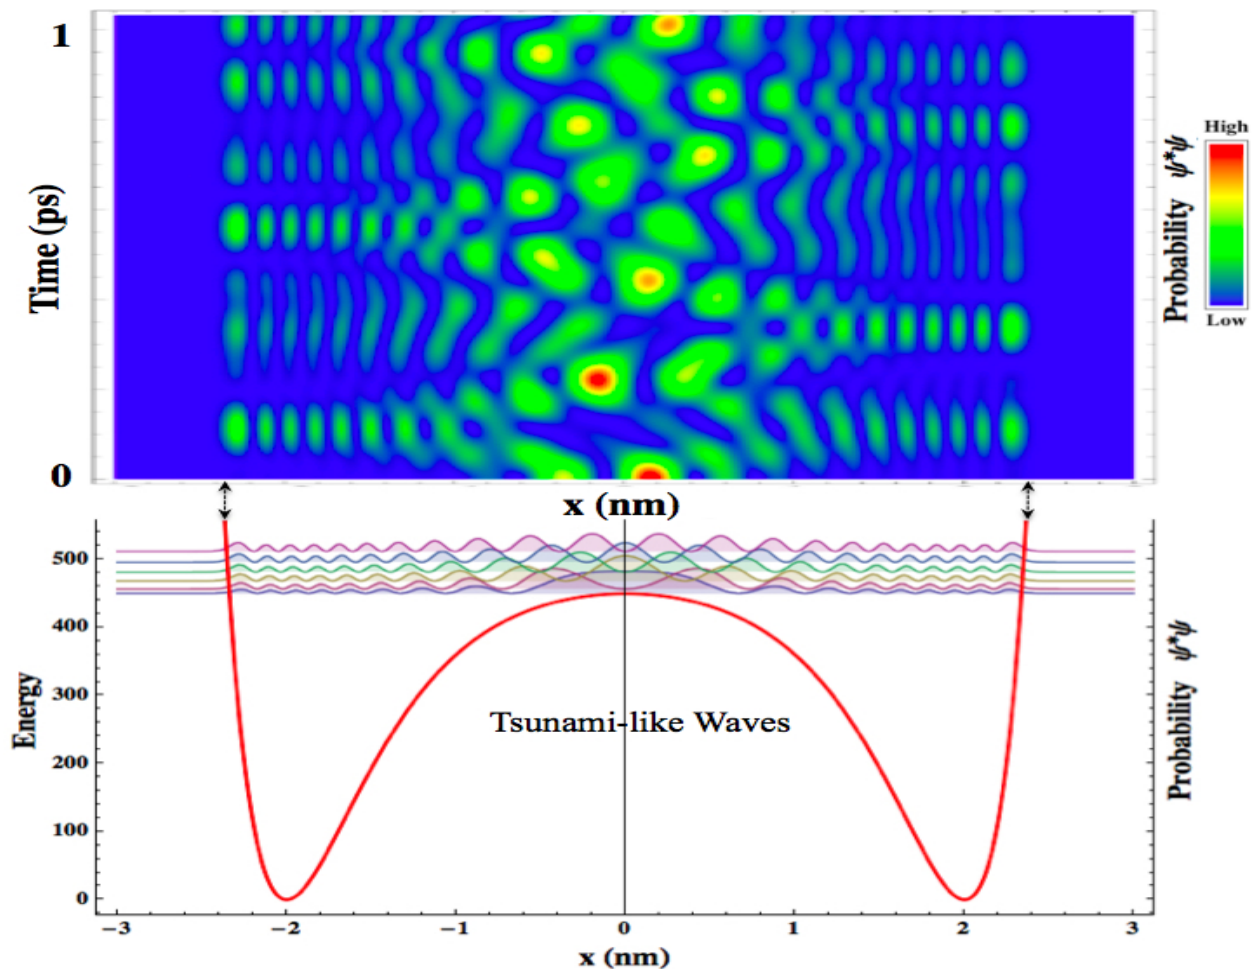 1
Time (ps)
0
x (nm)
High
Low
Probability ψ*ψ
500
400
300
200
100
0
Energy
Tsunami-like Waves
Probability ψ*ψ
−3 −2 −1 0 1 2 3
x (nm)